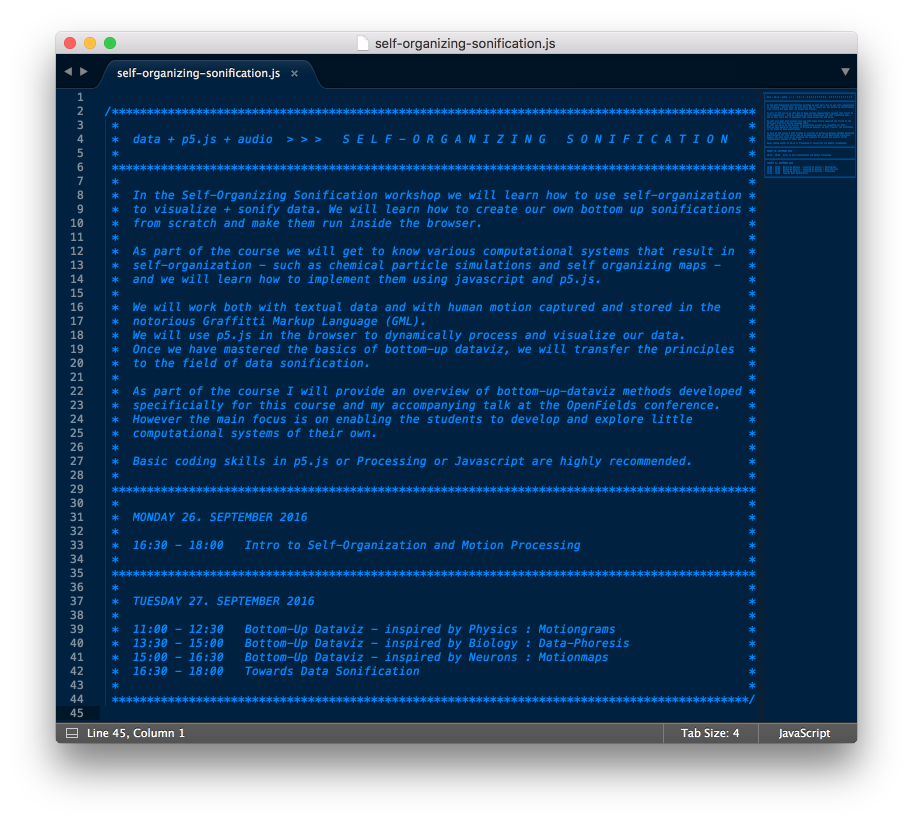 self-organizing-sonification.js
self-organizing-sonification.js ×
1
2 /********************************************************************************************
3 * *
4 * data + p5.js + audio > > > S E L F - O R G A N I Z I N G S O N I F I C A T I O N *
5 * *
6 ********************************************************************************************
7 * *
8 * In the Self-Organizing Sonification workshop we will learn how to use self-organization *
9 * to visualize + sonify data. We will learn how to create our own bottom up sonifications *
10 * from scratch and make them run inside the browser. *
11 * *
12 * As part of the course we will get to know various computational systems that result in *
13 * self-organization - such as chemical particle simulations and self organizing maps - *
14 * and we will learn how to implement them using javascript and p5.js. *
15 * *
16 * We will work both with textual data and with human motion captured and stored in the *
17 * notorious Graffitti Markup Language (GML). *
18 * We will use p5.js in the browser to dynamically process and visualize our data. *
19 * Once we have mastered the basics of bottom-up dataviz, we will transfer the principles *
20 * to the field of data sonification. *
21 * *
22 * As part of the course I will provide an overview of bottom-up-dataviz methods developed *
23 * specificially for this course and my accompanying talk at the OpenFields conference. *
24 * However the main focus is on enabling the students to develop and explore little *
25 * computational systems of their own. *
26 * *
27 * Basic coding skills in p5.js or Processing or Javascript are highly recommended. *
28 * *
29 ********************************************************************************************
30 * *
31 * MONDAY 26. SEPTEMBER 2016 *
32 * *
33 * 16:30 - 18:00 Intro to Self-Organization and Motion Processing *
34 * *
35 ********************************************************************************************
36 * *
37 * TUESDAY 27. SEPTEMBER 2016 *
38 * *
39 * 11:00 - 12:30 Bottom-Up Dataviz - inspired by Physics : Motiongrams *
40 * 13:30 - 15:00 Bottom-Up Dataviz - inspired by Biology : Data-Phoresis *
41 * 15:00 - 16:30 Bottom-Up Dataviz - inspired by Neurons : Motionmaps *
42 * 16:30 - 18:00 Towards Data Sonification *
43 * *
44 *******************************************************************************************/
45
Line 45, Column 1 Tab Size: 4 JavaScript